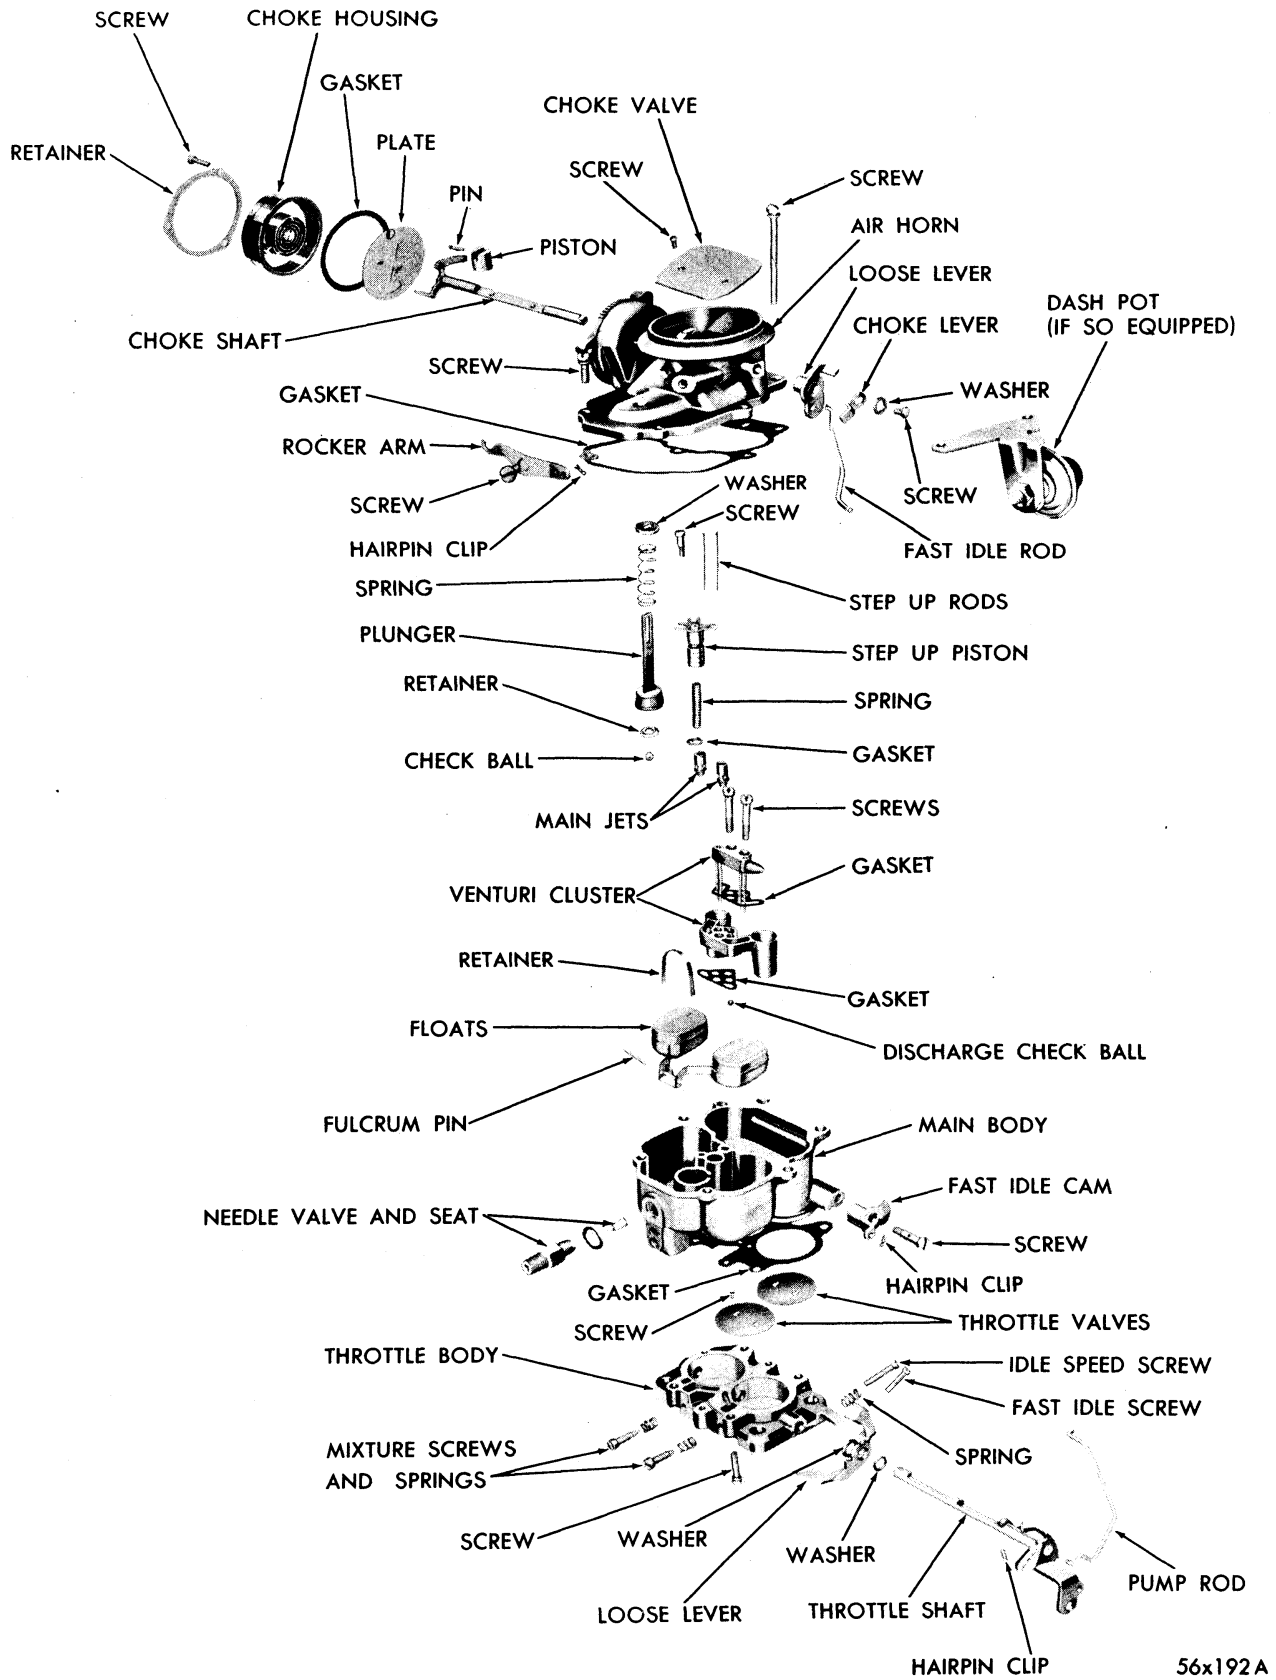 SCREW
CHOKE HOUSING
GASKET
CHOKE VALVE
RETAINER
PLATE
SCREW
SCREW
PIN
AIR HORN
PISTON
LOOSE LEVER
DASH POT
(IF SO EQUIPPED)
CHOKE SHAFT
CHOKE LEVER
SCREW
WASHER
GASKET
ROCKER ARM
SCREW
WASHER
SCREW
SCREW
HAIRPIN CLIP
FAST IDLE ROD
SPRING
STEP UP RODS
PLUNGER
STEP UP PISTON
RETAINER
SPRING
CHECK BALL
GASKET
MAIN JETS
SCREWS
GASKET
VENTURI CLUSTER
RETAINER
GASKET
FLOATS
DISCHARGE CHECK BALL
FULCRUM PIN
MAIN BODY
FAST IDLE CAM
NEEDLE VALVE AND SEAT
SCREW
GASKET
HAIRPIN CLIP
SCREW
THROTTLE VALVES
THROTTLE BODY
IDLE SPEED SCREW
FAST IDLE SCREW
MIXTURE SCREWS
AND SPRINGS
SPRING
SCREW
WASHER
WASHER
PUMP ROD
LOOSE LEVER
THROTTLE SHAFT
HAIRPIN CLIP
56x192A